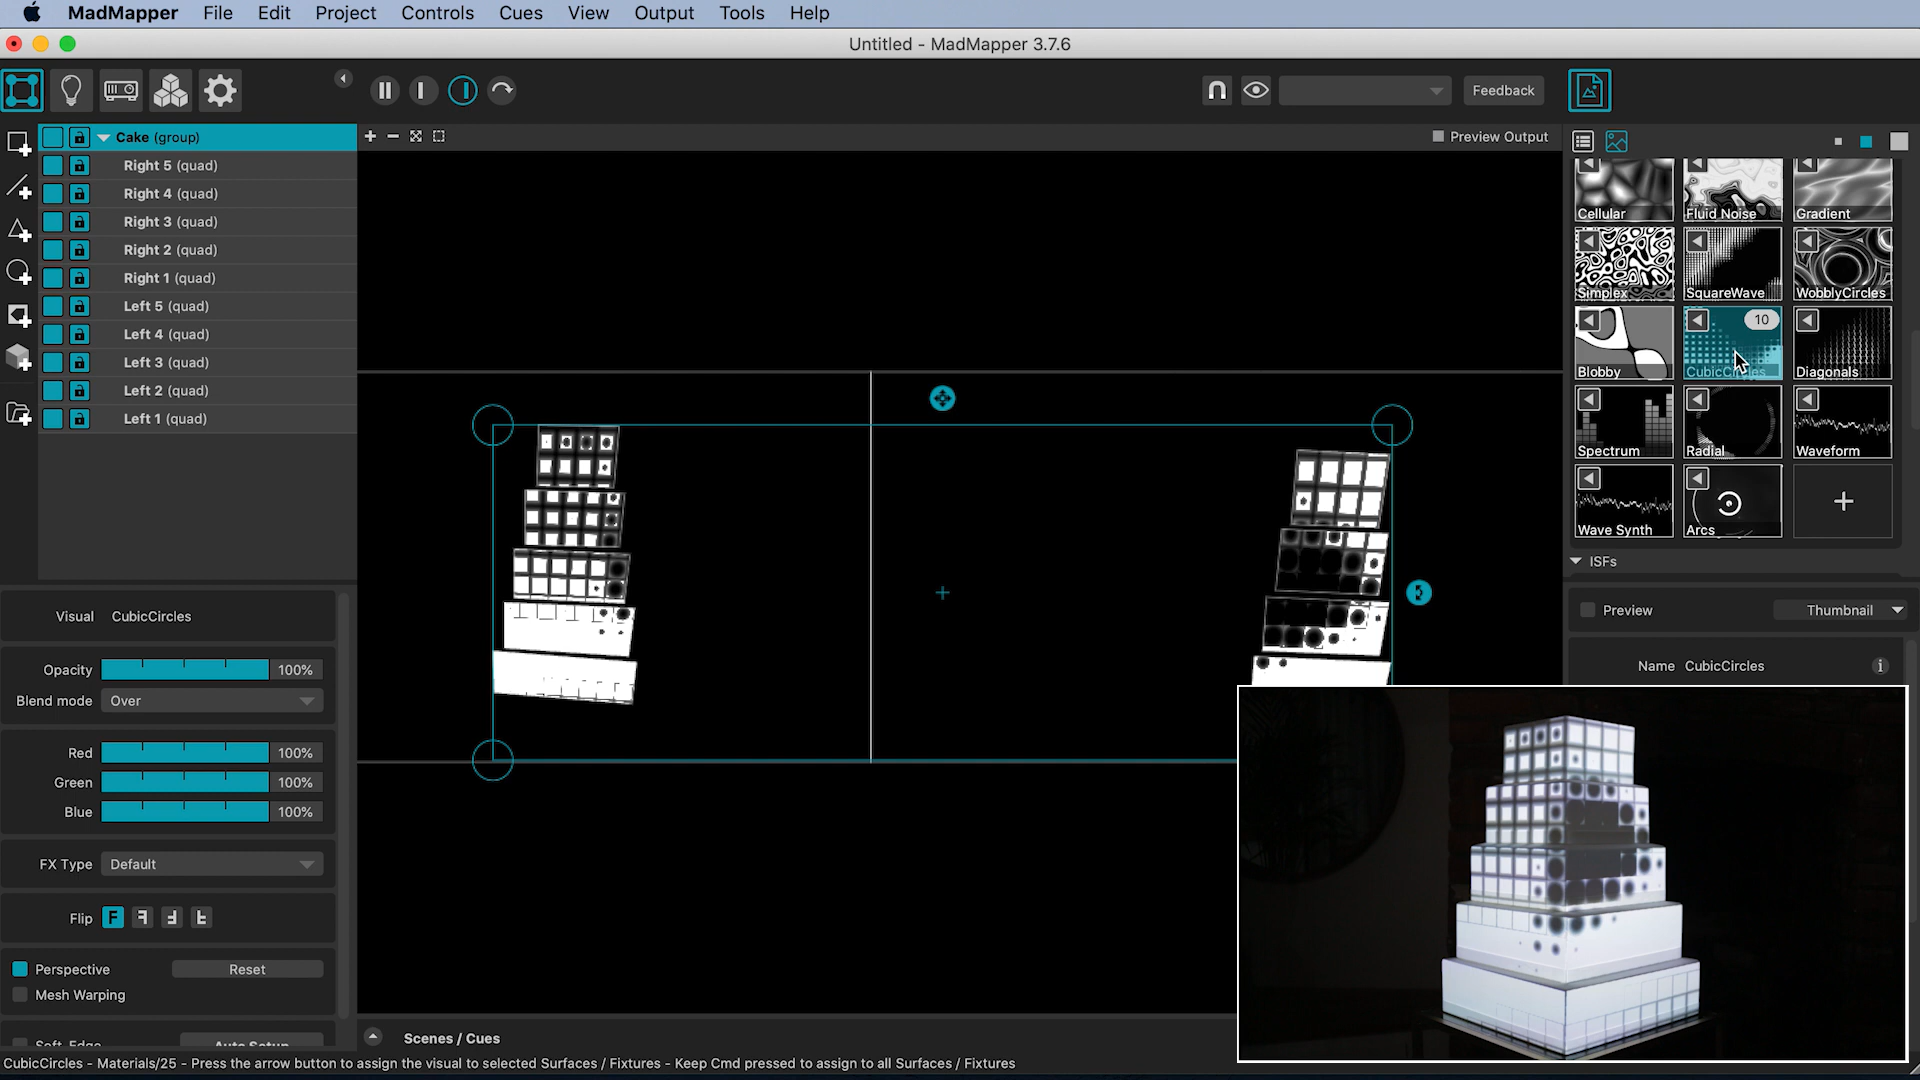 MadMapper File Edit Project Controls Cues View Output Tools Help
Untitled - MadMapper 3.7.6
Feedback
Cake (group)
Right 5 (quad)
Right 4 (quad)
Right 3 (quad)
Right 2 (quad)
Right 1 (quad)
Left 5 (quad)
Left 4 (quad)
Left 3 (quad)
Left 2 (quad)
Left 1 (quad)
Preview Output
Cellular Fluid Noise Gradient
Simplex SquareWave WobblyCircles
10
Blobby CubicCircles Diagonals
Spectrum Radial Waveform
Wave Synth Arcs
ISFs
Preview Thumbnail
Name CubicCircles
Visual CubicCircles
Opacity 100%
Blend mode Over
Red 100%
Green 100%
Blue 100%
FX Type Default
Flip
Perspective Reset
Mesh Warping
Soft-Edge Auto Setup
Scenes / Cues
CubicCircles - Materials/25 - Press the arrow button to assign the visual to selected Surfaces / Fixtures - Keep Cmd pressed to assign to all Surfaces / Fixtures